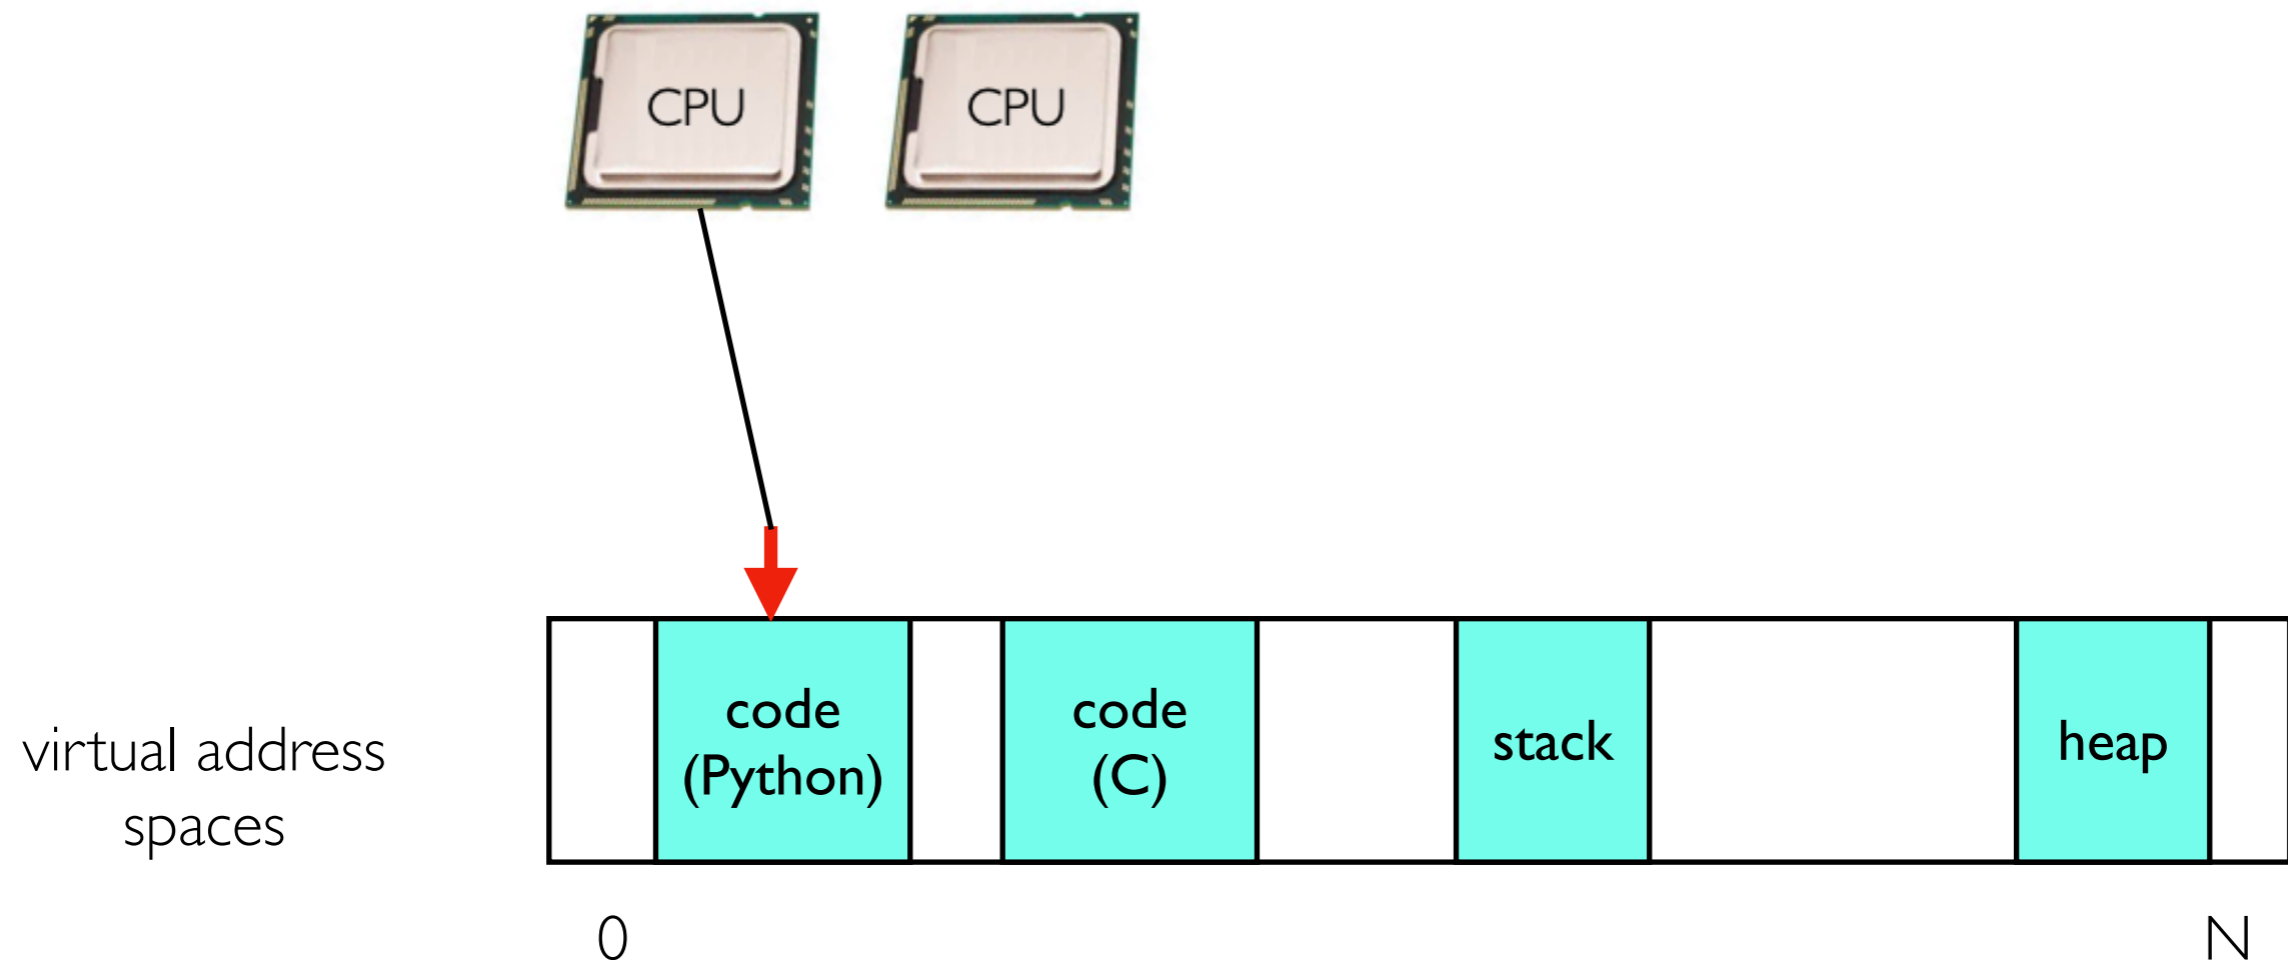 CPU
CPU
virtual address
spaces
code
(Python)
code
(C)
stack
heap
0
N